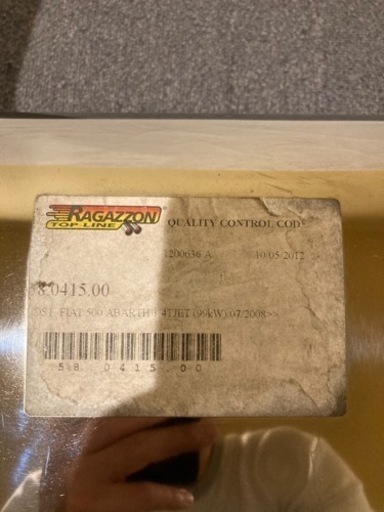 RAGAZZON
TOP LINE
QUALITY CONTROL
1200636 A 10/05/2012
8.0415.00
FIAT 500 ABARTH 1.4TJET (99kW) 07/2008>>
58.0415.00